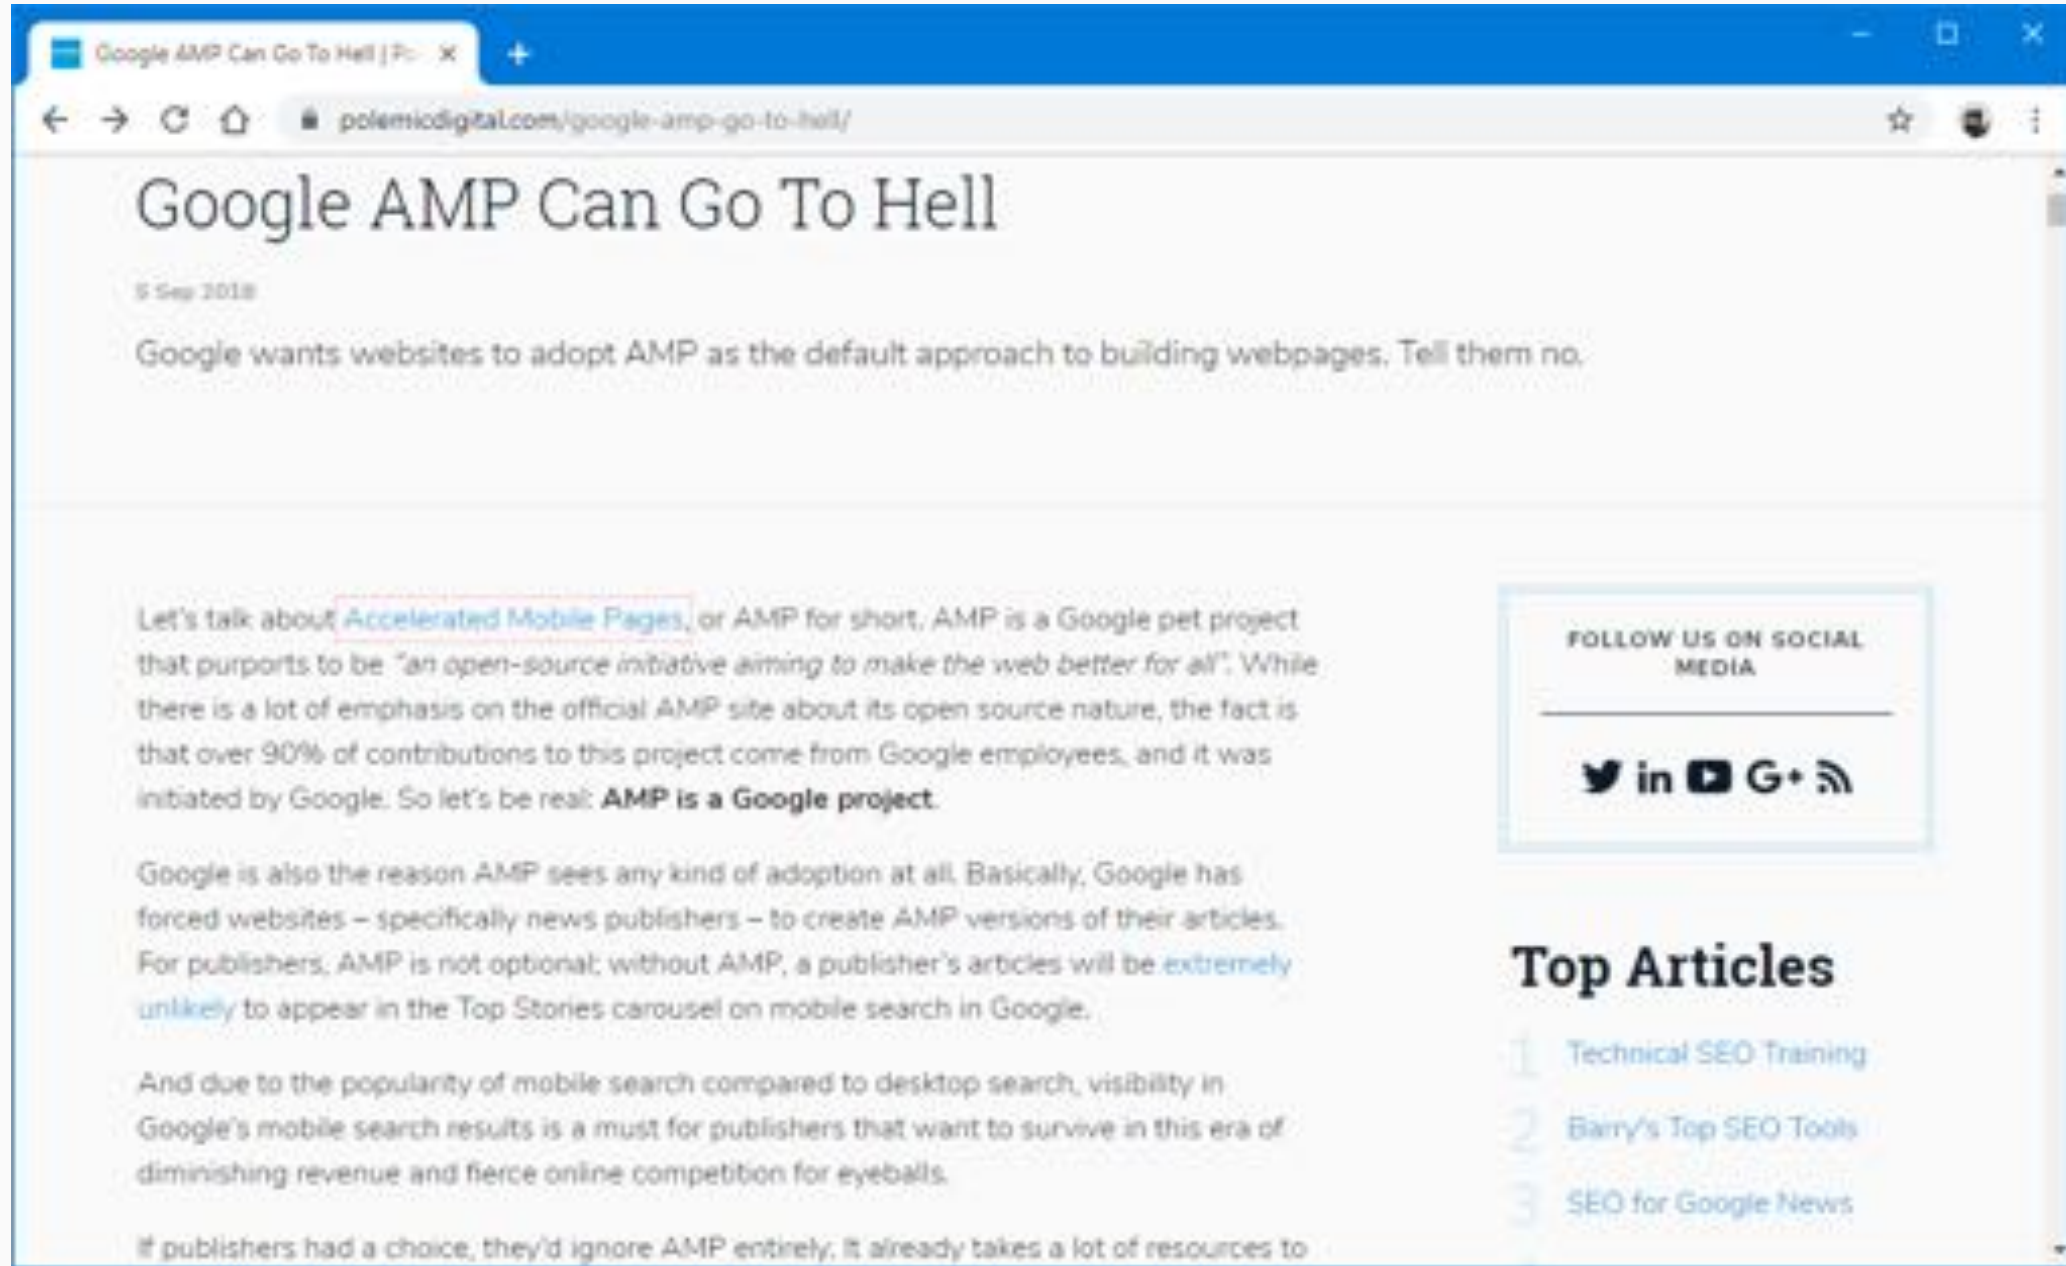 Google AMP Can Go To Hell | Po
polemicdigital.com/google-amp-go-to-hell/
Google AMP Can Go To Hell
5 Sep 2018
Google wants websites to adopt AMP as the default approach to building webpages. Tell them no.
Let's talk about Accelerated Mobile Pages, or AMP for short. AMP is a Google pet project
that purports to be "an open-source initiative aiming to make the web better for all". While
there is a lot of emphasis on the official AMP site about its open source nature, the fact is
that over 90% of contributions to this project come from Google employees, and it was
initiated by Google. So let's be real: AMP is a Google project.
Google is also the reason AMP sees any kind of adoption at all. Basically, Google has
forced websites – specifically news publishers – to create AMP versions of their articles.
For publishers, AMP is not optional; without AMP, a publisher's articles will be extremely
unlikely to appear in the Top Stories carousel on mobile search in Google.
And due to the popularity of mobile search compared to desktop search, visibility in
Google's mobile search results is a must for publishers that want to survive in this era of
diminishing revenue and fierce online competition for eyeballs.
If publishers had a choice, they'd ignore AMP entirely. It already takes a lot of resources to
FOLLOW US ON SOCIAL
MEDIA
in G+
Top Articles
1 Technical SEO Training
2 Barry's Top SEO Tools
3 SEO for Google News